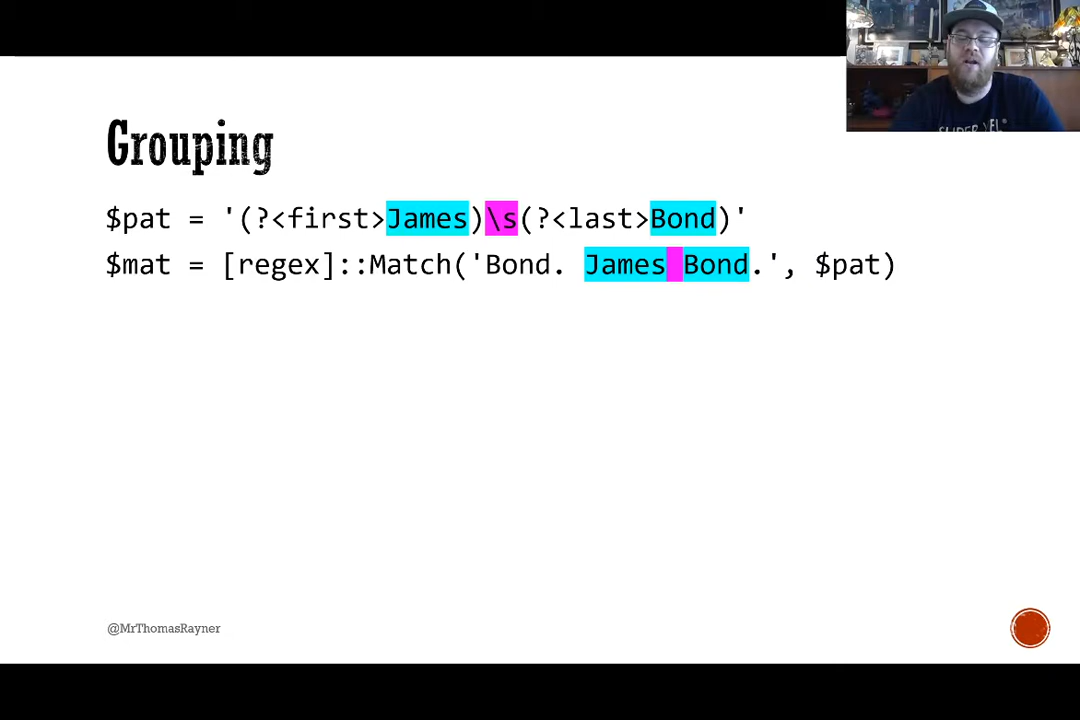 Grouping
$pat = '(?<first>James)\s(?<last>Bond)'
$mat = [regex]::Match('Bond. James Bond.', $pat)
@MrThomasRayner